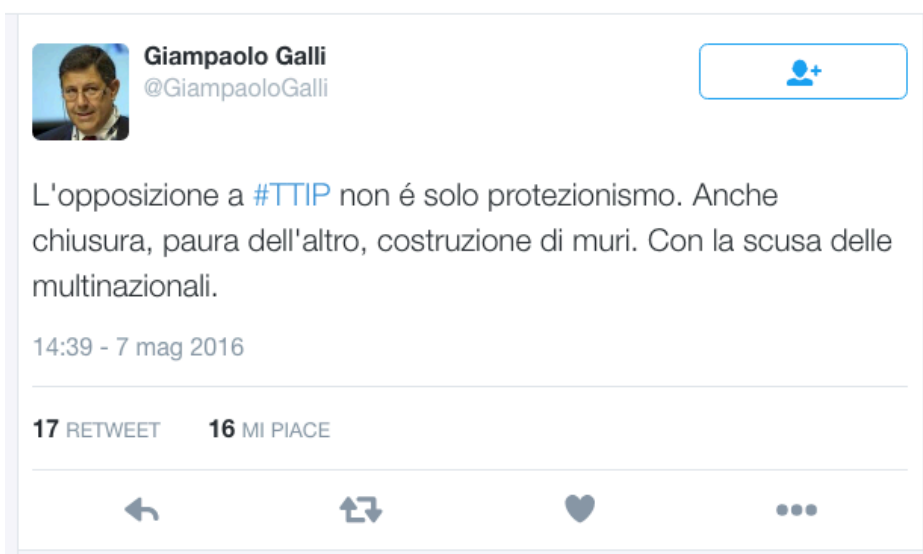 Giampaolo Galli
@GiampaoloGalli
L'opposizione a #TTIP non é solo protezionismo. Anche
chiusura, paura dell'altro, costruzione di muri. Con la scusa delle
multinazionali.
14:39 - 7 mag 2016
17 RETWEET 16 MI PIACE